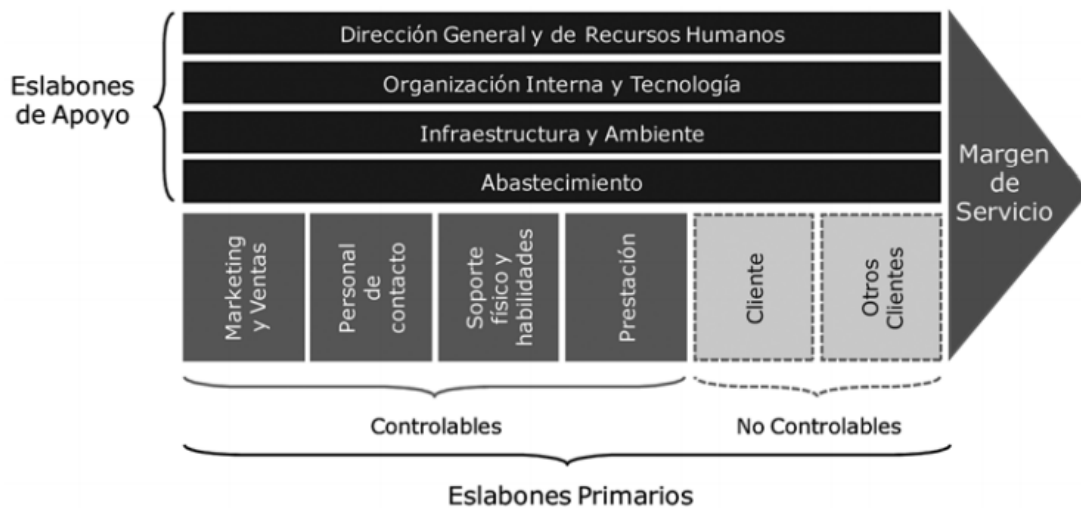 Eslabones
de Apoyo
Dirección General y de Recursos Humanos
Organización Interna y Tecnología
Infraestructura y Ambiente
Abastecimiento
Marketing
y Ventas
Personal
de
contacto
Soporte
físico y
habilidades
Prestación
Cliente
Otros
Clientes
Margen
de
Servicio
Controlables
No Controlables
Eslabones Primarios